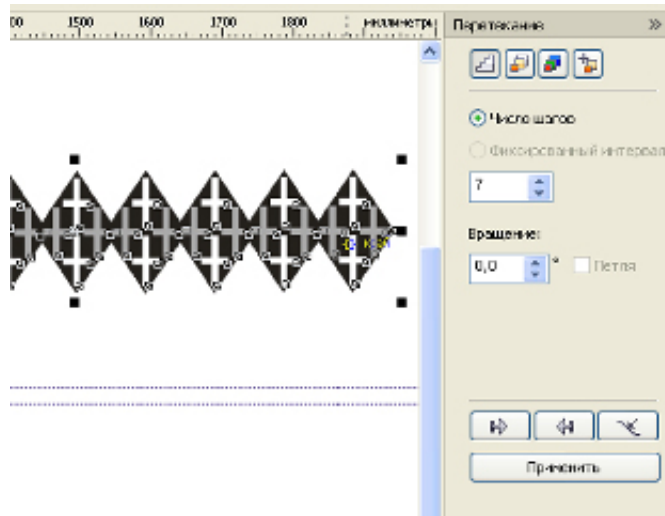 00 1500 1600 1700 1800 миллиметры
Перетекание
Число шагов
Фиксированный интервал
7
Вращение:
0,0 ° Петля
Применить